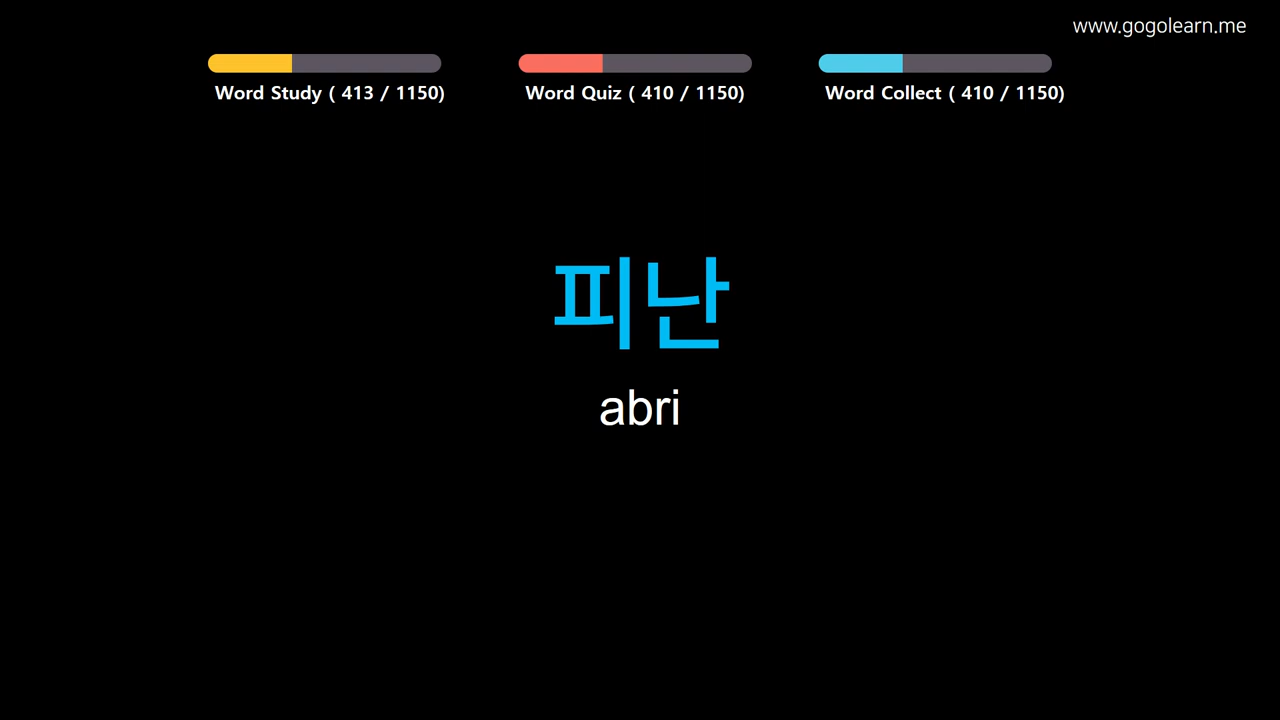 www.gogolearn.me
Word Study ( 413 / 1150)
Word Quiz ( 410 / 1150)
Word Collect ( 410 / 1150)
피난
abri